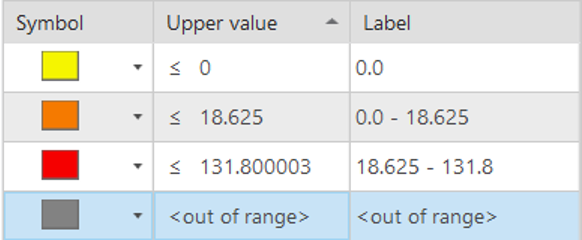 Symbol Upper value Label
≤ 0 0.0
≤ 18.625 0.0 - 18.625
≤ 131.800003 18.625 - 131.8
<out of range> <out of range>